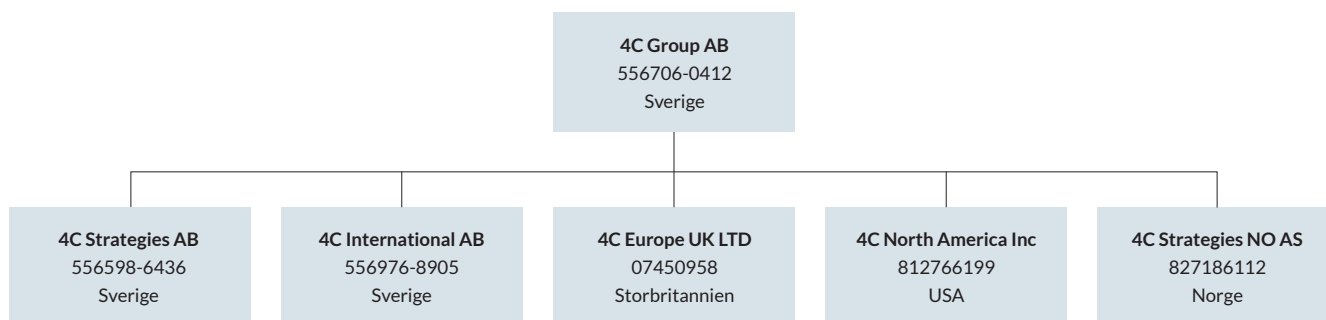 4C Group AB
556706-0412
Sverige
4C Strategies AB
556598-6436
Sverige
4C International AB
556976-8905
Sverige
4C Europe UK LTD
07450958
Storbritannien
4C North America Inc
812766199
USA
4C Strategies NO AS
827186112
Norge